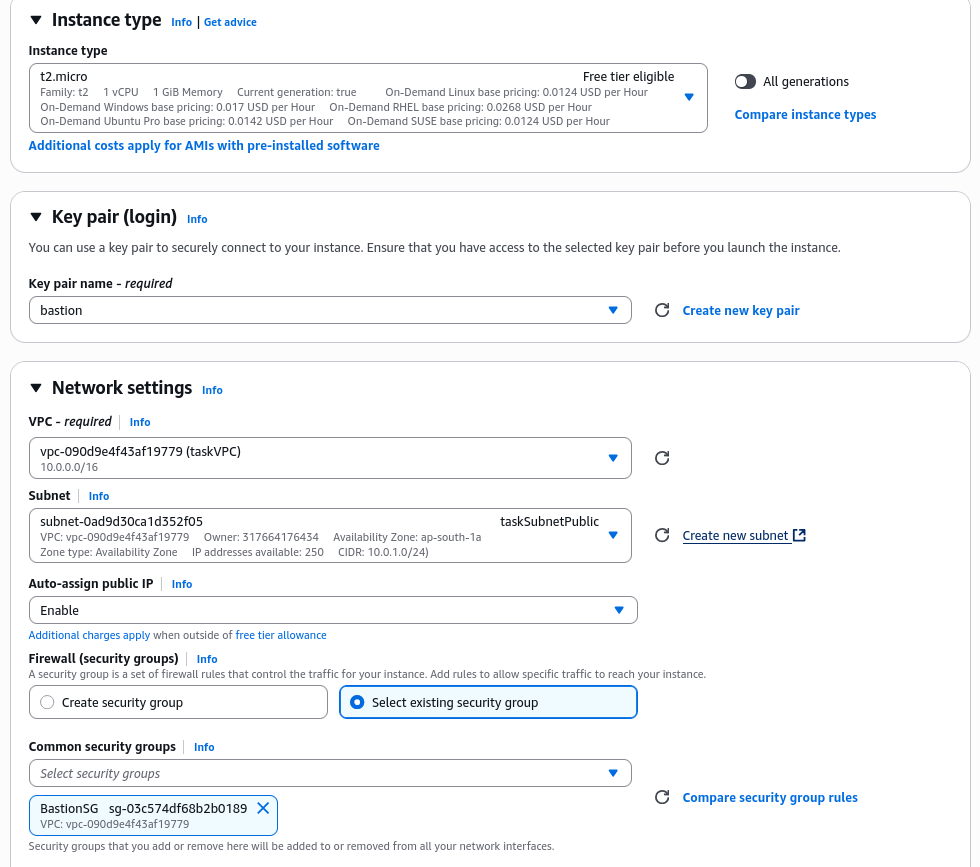 Instance type Info | Get advice
Instance type
t2.micro Free tier eligible
Family: t2 1 vCPU 1 GiB Memory Current generation: true On-Demand Linux base pricing: 0.0124 USD per Hour
On-Demand Windows base pricing: 0.017 USD per Hour On-Demand RHEL base pricing: 0.0268 USD per Hour
On-Demand Ubuntu Pro base pricing: 0.0142 USD per Hour On-Demand SUSE base pricing: 0.0124 USD per Hour
All generations
Compare instance types
Additional costs apply for AMIs with pre-installed software
Key pair (login) Info
You can use a key pair to securely connect to your instance. Ensure that you have access to the selected key pair before you launch the instance.
Key pair name - required
bastion
Create new key pair
Network settings Info
VPC - required Info
vpc-090d9e4f43af19779 (taskVPC)
10.0.0.0/16
Subnet Info
subnet-0ad9d30ca1d352f05 taskSubnetPublic
VPC: vpc-090d9e4f43af19779 Owner: 317664176434 Availability Zone: ap-south-1a
Zone type: Availability Zone IP addresses available: 250 CIDR: 10.0.1.0/24)
Create new subnet
Auto-assign public IP Info
Enable
Additional charges apply when outside of free tier allowance
Firewall (security groups) Info
A security group is a set of firewall rules that control the traffic for your instance. Add rules to allow specific traffic to reach your instance.
Create security group
Select existing security group
Common security groups Info
Select security groups
BastionSG sg-03c574df68b2b0189
VPC: vpc-090d9e4f43af19779
Compare security group rules
Security groups that you add or remove here will be added to or removed from all your network interfaces.